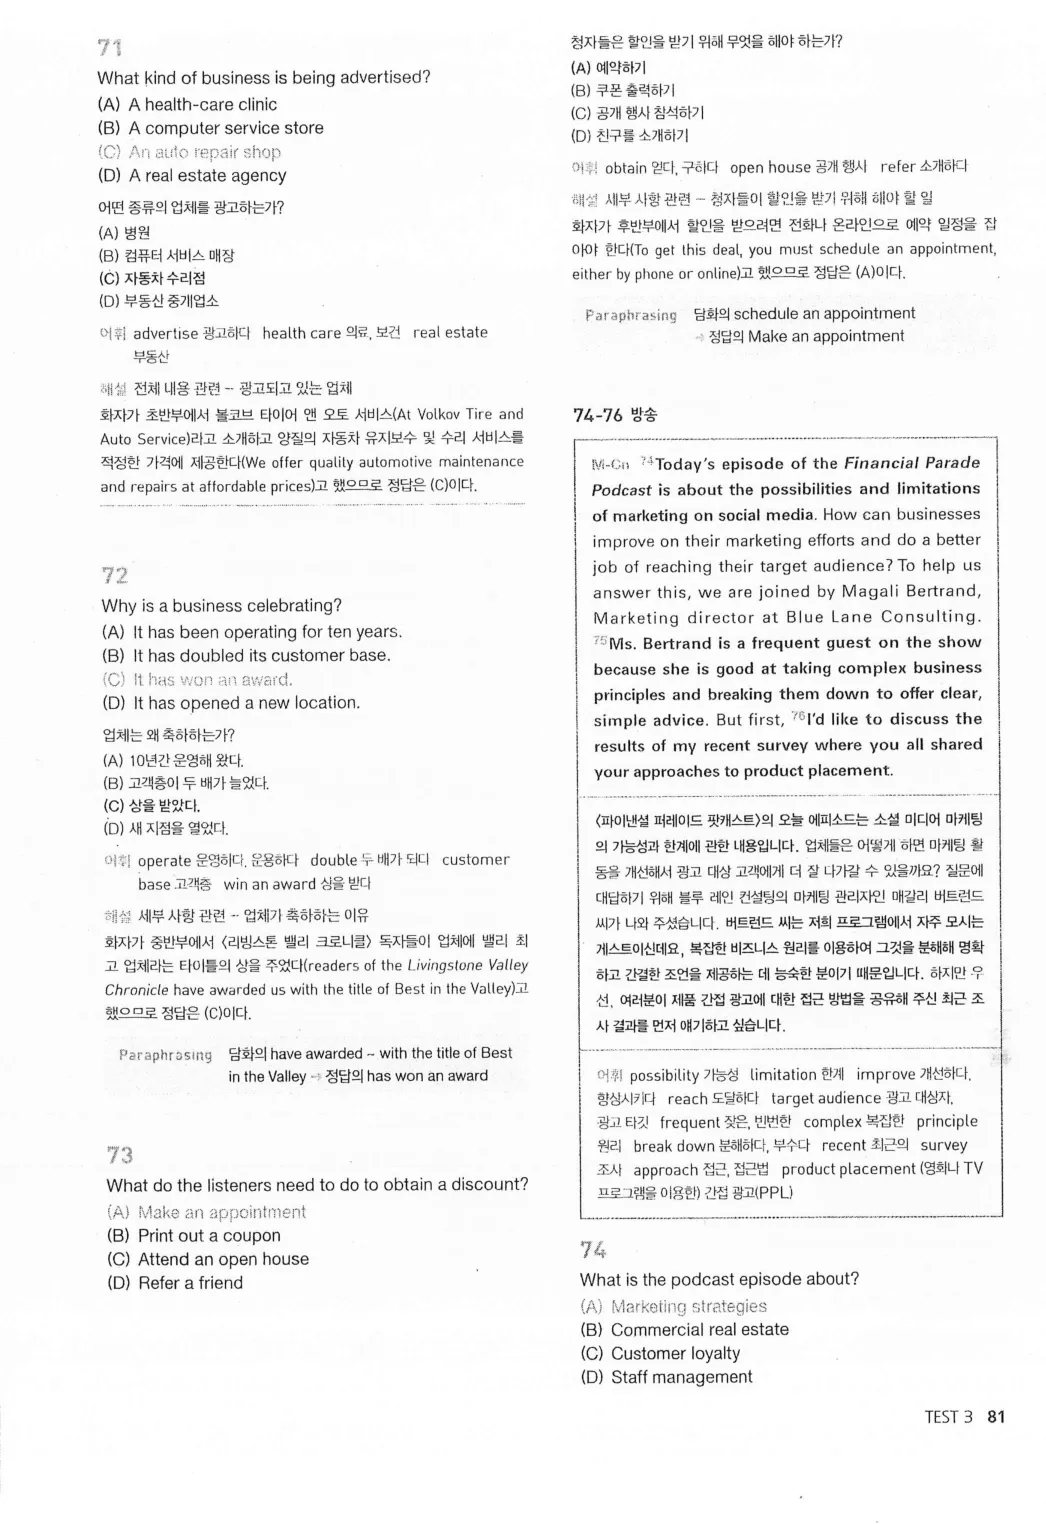 71
What kind of business is being advertised?
(A) A health-care clinic
(B) A computer service store
(C) An auto repair shop
(D) A real estate agency
어떤 종류의 업체를 광고하는가?
(A) 병원
(B) 컴퓨터 서비스 매장
(C) 자동차 수리점
(D) 부동산 중개업소
어휘 advertise 광고하다 health care 의료, 보건 real estate
부동산
해설 전체 내용 관련 - 광고되고 있는 업체
화자가 초반부에서 볼코브 타이어 앤 오토 서비스(At Volkov Tire and
Auto Service)라고 소개하고 양질의 자동차 유지보수 및 수리 서비스를
적정한 가격에 제공한다(We offer quality automotive maintenance
and repairs at affordable prices)고 했으므로 정답은 (C)이다.
72
Why is a business celebrating?
(A) It has been operating for ten years.
(B) It has doubled its customer base.
(C) It has won an award.
(D) It has opened a new location.
업체는 왜 축하하는가?
(A) 10년간 운영해 왔다.
(B) 고객층이 두 배가 늘었다.
(C) 상을 받았다.
(D) 새 지점을 열었다.
어휘 operate 운영하다, 운용하다 double 두 배가 되다 customer
base 고객층 win an award 상을 받다
해설 세부 사항 관련 - 업체가 축하하는 이유
화자가 중반부에서 〈리빙스톤 밸리 크로니클〉 독자들이 업체에 밸리 최
고 업체라는 타이틀의 상을 주었다(readers of the Livingstone Valley
Chronicle have awarded us with the title of Best in the Valley)고
했으므로 정답은 (C)이다.
Paraphrasing 담화의 have awarded ~ with the title of Best
in the Valley → 정답의 has won an award
73
What do the listeners need to do to obtain a discount?
(A) Make an appointment
(B) Print out a coupon
(C) Attend an open house
(D) Refer a friend
청자들은 할인을 받기 위해 무엇을 해야 하는가?
(A) 예약하기
(B) 쿠폰 출력하기
(C) 공개 행사 참석하기
(D) 친구를 소개하기
어휘 obtain 얻다, 구하다 open house 공개 행사 refer 소개하다
해설 세부 사항 관련 - 청자들이 할인을 받기 위해 해야 할 일
화자가 후반부에서 할인을 받으려면 전화나 온라인으로 예약 일정을 잡
아야 한다(To get this deal, you must schedule an appointment,
either by phone or online)고 했으므로 정답은 (A)이다.
Paraphrasing 담화의 schedule an appointment
→ 정답의 Make an appointment
74-76 방송
M-Cn 74Today's episode of the Financial Parade
Podcast is about the possibilities and limitations
of marketing on social media. How can businesses
improve on their marketing efforts and do a better
job of reaching their target audience? To help us
answer this, we are joined by Magali Bertrand,
Marketing director at Blue Lane Consulting.
75Ms. Bertrand is a frequent guest on the show
because she is good at taking complex business
principles and breaking them down to offer clear,
simple advice. But first, 76I'd like to discuss the
results of my recent survey where you all shared
your approaches to product placement.
〈파이낸셜 퍼레이드 팟캐스트〉의 오늘 에피소드는 소셜 미디어 마케팅
의 가능성과 한계에 관한 내용입니다. 업체들은 어떻게 하면 마케팅 활
동을 개선해서 광고 대상 고객에게 더 잘 다가갈 수 있을까요? 질문에
대답하기 위해 블루 레인 컨설팅의 마케팅 관리자인 매갈리 버트런드
씨가 나와 주셨습니다. 버트런드 씨는 저희 프로그램에서 자주 모시는
게스트이신데요, 복잡한 비즈니스 원리를 이용하여 그것을 분해해 명확
하고 간결한 조언을 제공하는 데 능숙한 분이기 때문입니다. 하지만 우
선, 여러분이 제품 간접 광고에 대한 접근 방법을 공유해 주신 최근 조
사 결과를 먼저 얘기하고 싶습니다.
어휘 possibility 가능성 limitation 한계 improve 개선하다,
향상시키다 reach 도달하다 target audience 광고 대상자,
광고 타깃 frequent 잦은, 빈번한 complex 복잡한 principle
원리 break down 분해하다, 부수다 recent 최근의 survey
조사 approach 접근, 접근법 product placement (영화나 TV
프로그램을 이용한) 간접 광고(PPL)
74
What is the podcast episode about?
(A) Marketing strategies
(B) Commercial real estate
(C) Customer loyalty
(D) Staff management
TEST 3 81